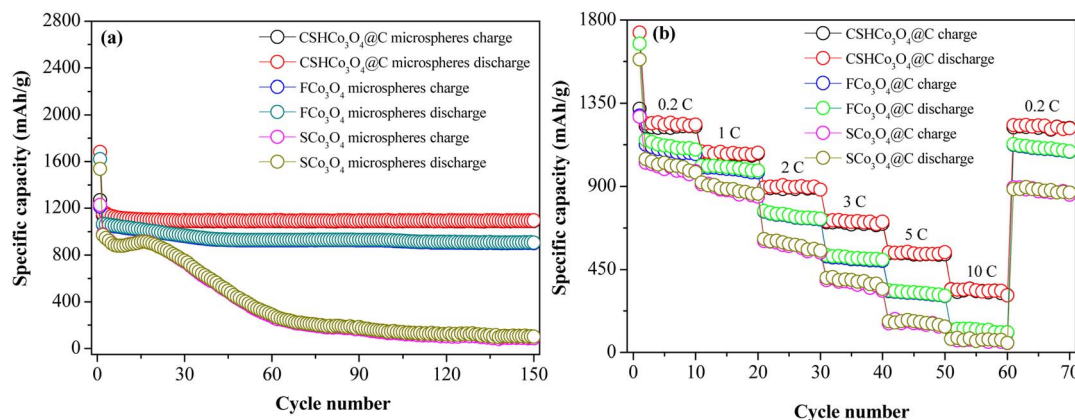 (a)
CSHCo₃O₄@C microspheres charge
CSHCo₃O₄@C microspheres discharge
FCo₃O₄ microspheres charge
FCo₃O₄ microspheres discharge
SCo₃O₄ microspheres charge
SCo₃O₄ microspheres discharge
Specific capacity (mAh/g)
2800
2400
2000
1600
1200
800
400
0
0 30 60 90 120 150
Cycle number
(b)
CSHCo₃O₄@C charge
CSHCo₃O₄@C discharge
FCo₃O₄@C charge
FCo₃O₄@C discharge
SCo₃O₄@C charge
SCo₃O₄@C discharge
0.2 C
1 C
2 C
3 C
5 C
10 C
0.2 C
Specific capacity (mAh/g)
1800
1350
900
450
0
0 10 20 30 40 50 60 70
Cycle number